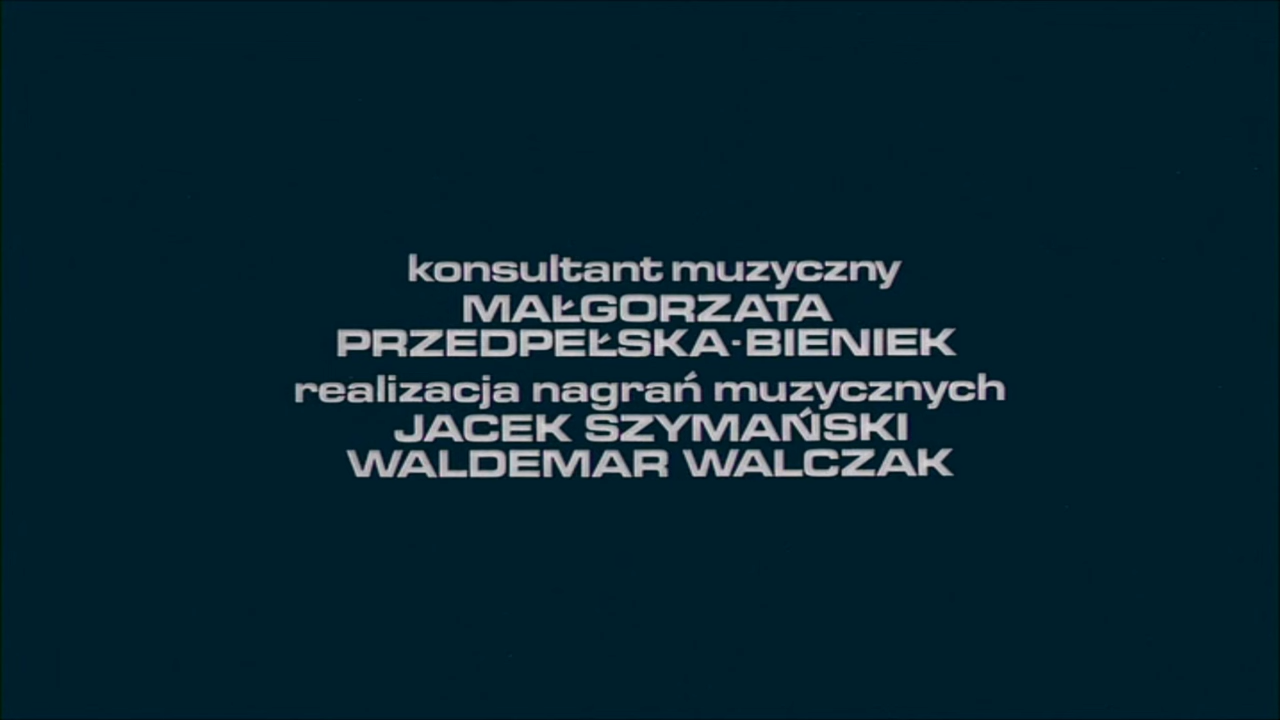 konsultant muzyczny
MAŁGORZATA
PRZEDPEŁSKA-BIENIEK
realizacja nagrań muzycznych
JACEK SZYMAŃSKI
WALDEMAR WALCZAK